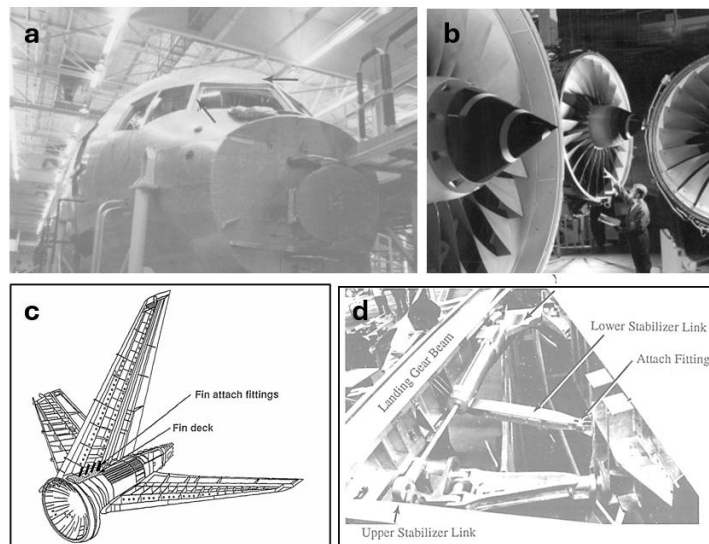 a
b
c
Fin attach fittings
Fin deck
d
Landing Gear Beam
Lower Stabilizer Link
Attach Fitting
Upper Stabilizer Link